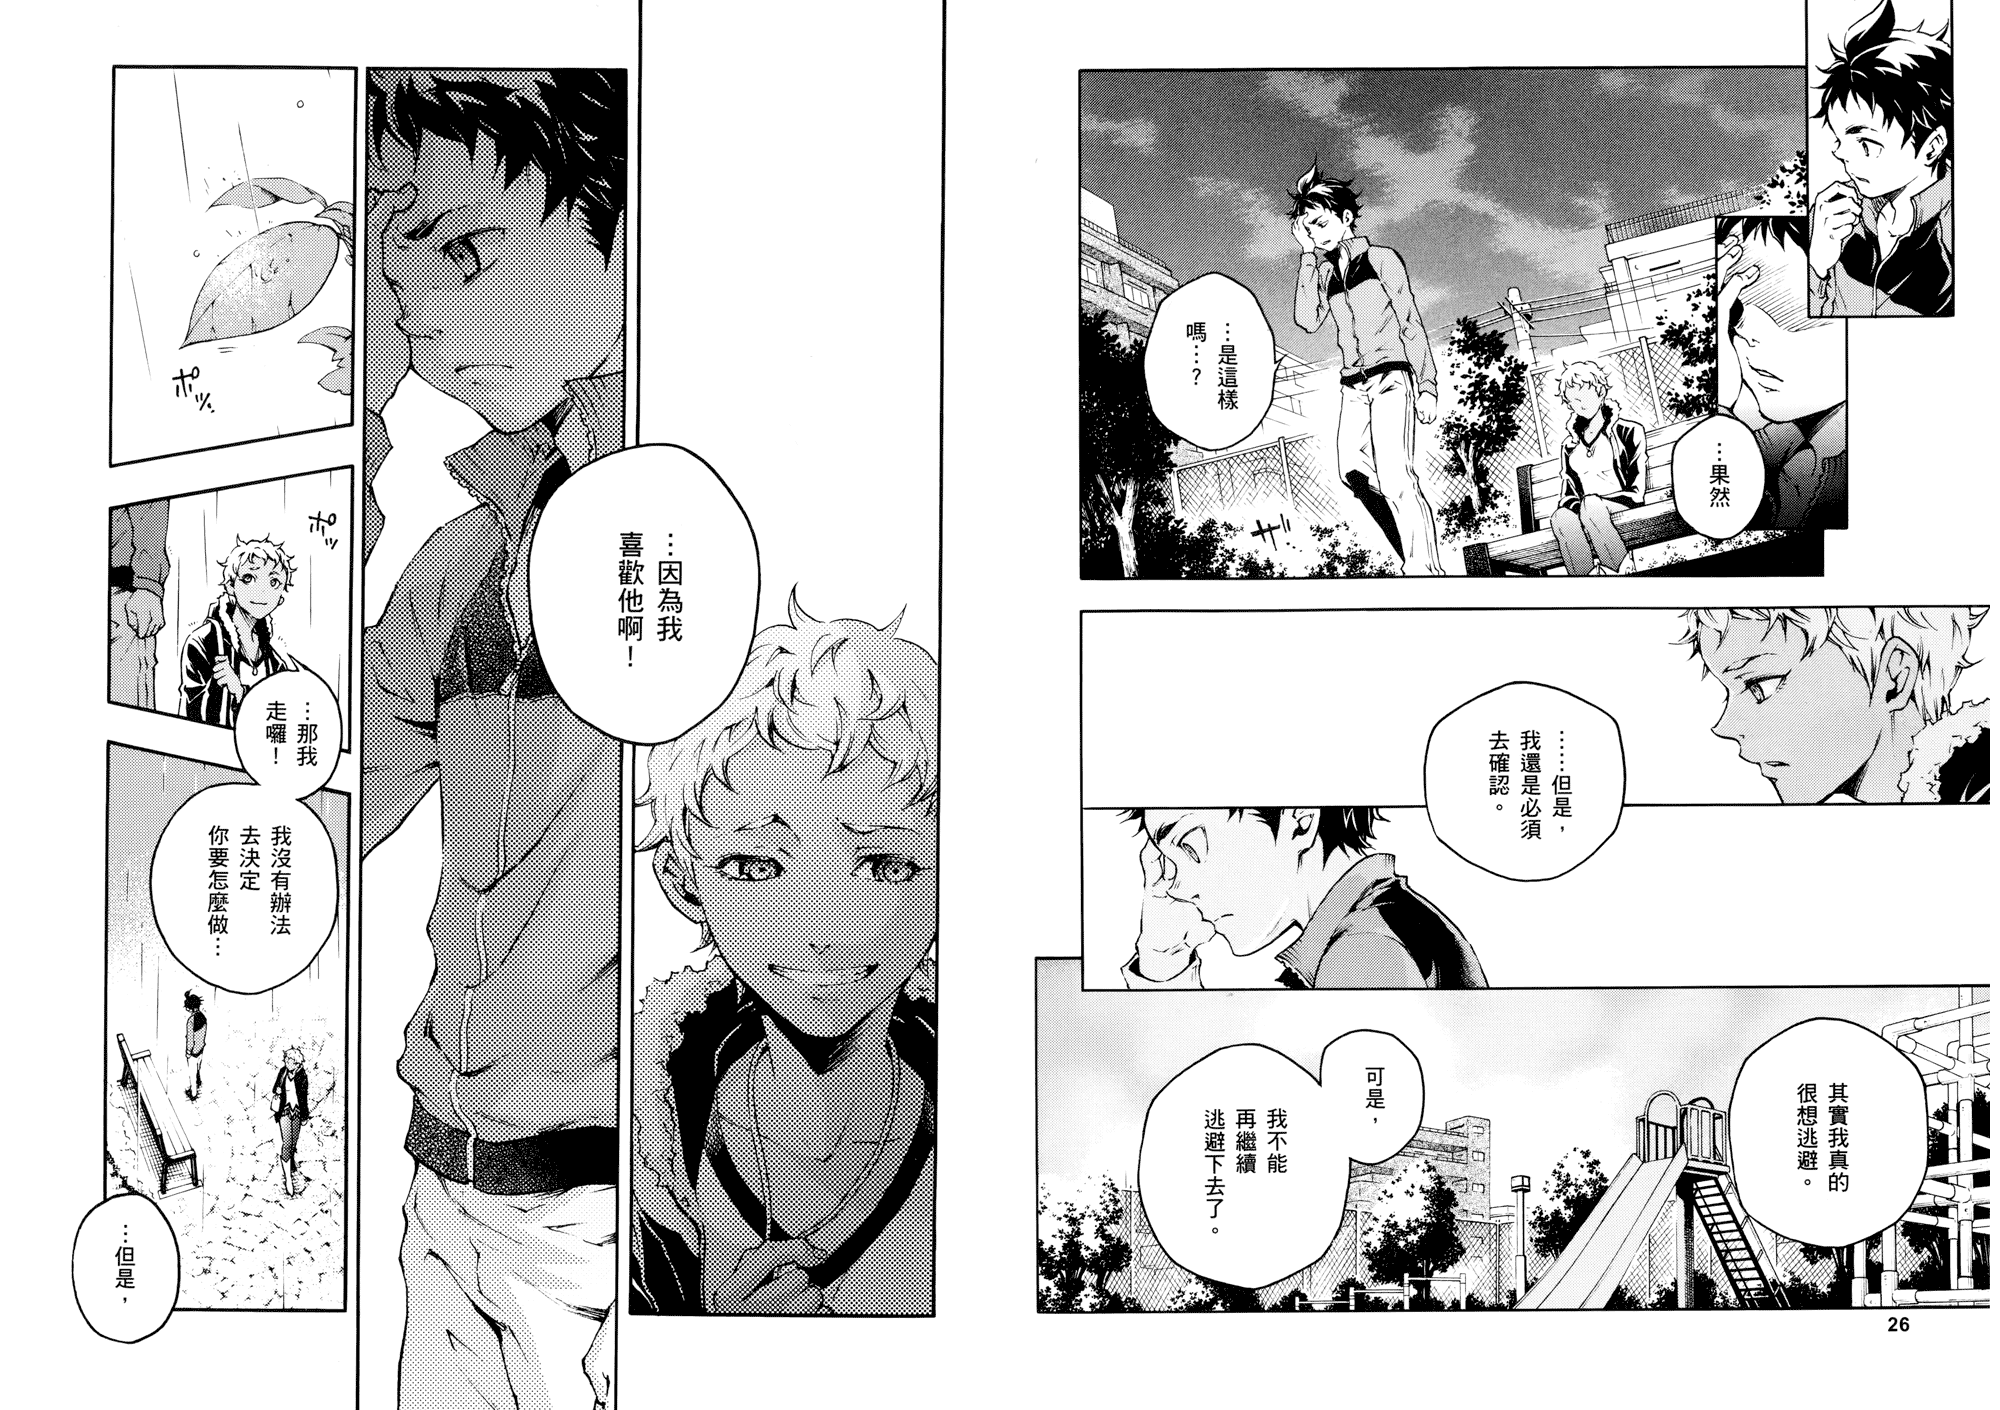 …果然
…是這樣
嗎…?
ザ…
……但是，
我還是必須
去確認。
其實我真的
很想逃避。
可是，
我不能
再繼續
逃避下去了。
26
…因為我
喜歡他啊！
ポツ
ポツ
…那我
走囉！
我沒有辦法
去決定
你要怎麼做…
…但是，